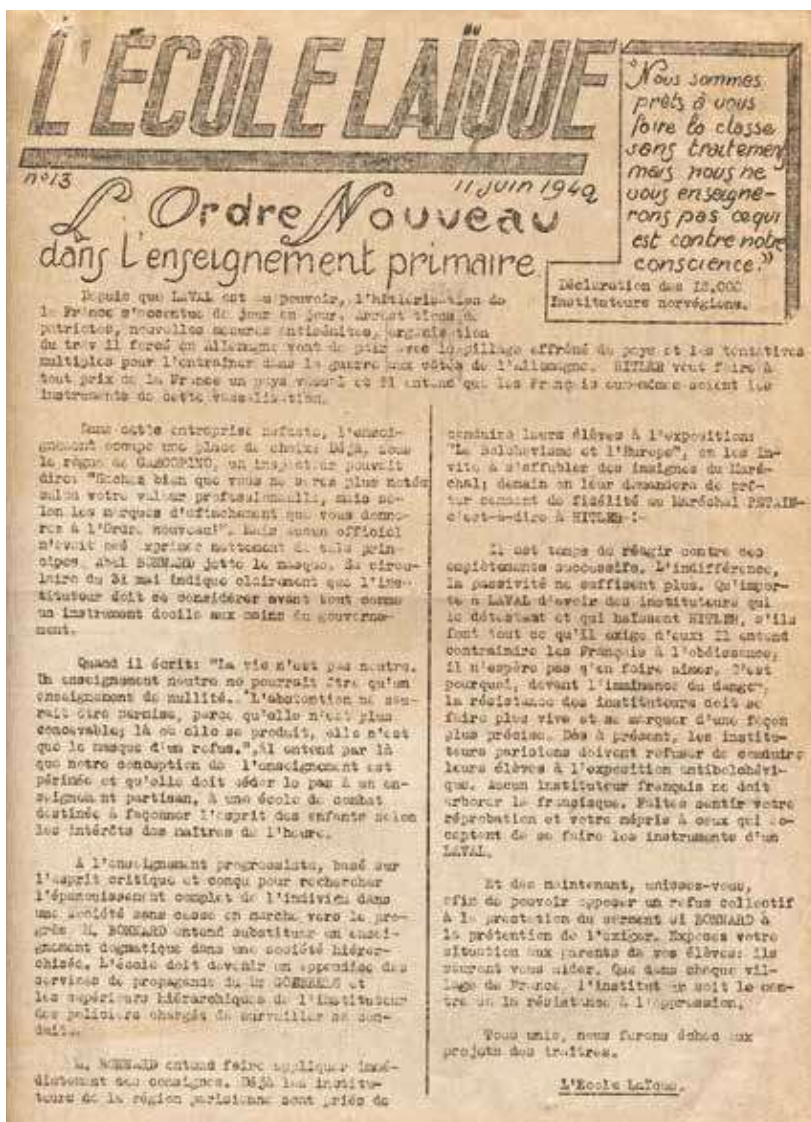 L'ÉCOLE LAÏQUE
"Nous sommes
prêts à vous
faire la classe
sans traitement
mais nous ne
vous enseigne-
rons pas ce qui
est contre notre
conscience."
Déclaration des 12.000
Instituteurs norvégiens.
n°13
11 juin 1942
L'Ordre Nouveau
dans l'enseignement primaire
Depuis que LAVAL est au pouvoir, l'hitlérisation de
la France s'accentue de jour en jour. Arrestations de
patriotes, nouvelles mesures antisémites, organisation
du trav il forcé en Allemagne vont de pair avec le pillage effréné du pays et les tentatives
multiples pour l'entraîner dans la guerre aux côtés de l'Allemagne. HITLER veut faire à
tout prix de la France un pays vassal et il entend que les Français eux-mêmes soient les
instruments de cette vassalisation.
Dans cette entreprise néfaste, l'ensei-
gnement occupe une place de choix. Déjà, sous
le règne de CARCOPINO, un inspecteur pouvait
dire: "Sachez bien que vous ne serez plus notés
selon votre valeur professionnelle, mais se-
lon les marques d'attachement que vous donne-
rez à l'Ordre nouveau!". Mais aucun officiel
n'avait osé exprimer nettement de tels prin-
cipes. Abel BONNARD jette le masque. Sa circu-
laire du 31 mai indique clairement que l'ins-
tituteur doit se considérer avant tout comme
un instrument docile aux mains du gouverne-
ment.
Quand il écrit: "La vie n'est pas neutre.
Un enseignement neutre ne pourrait être qu'un
enseignement de nullité.. "L'abstention ne sau-
rait être permise, parce qu'elle n'est plus
concevable; là où elle se produit, elle n'est
que le masque d'un refus.", il entend par là
que notre conception de l'enseignement est
périmée et qu'elle doit céder le pas à un en-
seignement partisan, à une école de combat
destinée à façonner l'esprit des enfants selon
les intérêts des maîtres de l'heure.
A l'enseignement progressiste, basé sur
l'esprit critique et conçu pour rechercher
l'épanouissement complet de l'individu dans
une société sans cesse en marche vers le pro-
grès M. BONNARD entend substituer un ensei-
gnement dogmatique dans une société hiérar-
chisée. L'école doit devenir un appendice des
services de propagande du Dr GOEBBELS et
les supérieurs hiérarchiques de l'instituteur
des policiers chargés de surveiller sa con-
duite.
M. BONNARD entend faire appliquer immé-
diatement ses consignes. Déjà les institu-
teurs de la région parisienne sont priés de
conduire leurs élèves à l'exposition:
"Le Bolchevisme et l'Europe", on les in-
vite à s'affubler des insignes du Maré-
chal; demain on leur demandera de prê-
ter serment de fidélité au Maréchal PETAIN-
c'est-à-dire à HITLER !-
Il est temps de réagir contre ces
empiètements successifs. L'indifférence,
la passivité ne suffisent plus. Qu'impor-
te à LAVAL d'avoir des instituteurs qui
le détestent et qui haïssent HITLER, s'ils
font tout ce qu'il exige d'eux: Il entend
contraindre les Français à l'obéissance,
il n'espère pas s'en faire aimer. C'est
pourquoi, devant l'imminence du danger,
la résistance des instituteurs doit se
faire plus vive et se marquer d'une façon
plus précise. Dès à présent, les institu-
teurs parisiens doivent refuser de conduire
leurs élèves à l'exposition antibolchévi-
que. Aucun instituteur français ne doit
arborer la francisque. Faites sentir votre
réprobation et votre mépris à ceux qui ac-
ceptent de se faire les instruments d'un
LAVAL.
Et dès maintenant, unissez-vous,
afin de pouvoir opposer un refus collectif
à la prestation du serment si BONNARD a
la prétention de l'exiger. Exposez votre
situation aux parents de vos élèves: ils
sauront vous aider. Que dans chaque vil-
lage de France, l'institut ur soit le cen-
tre de la résistance à l'oppression.
Tous unis, nous ferons échec aux
projets des traîtres.
L'Ecole Laïque.